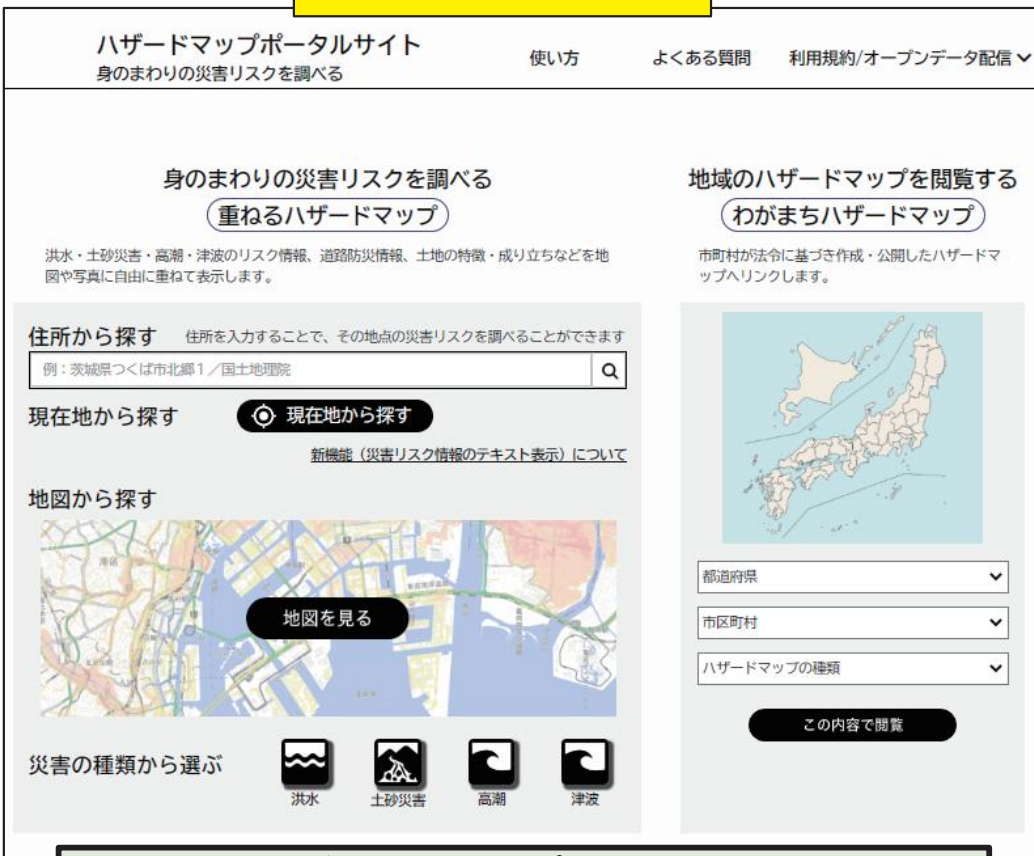 ハザードマップポータルサイト
身のまわりの災害リスクを調べる
使い方
よくある質問
利用規約/オープンデータ配信
身のまわりの災害リスクを調べる
重ねるハザードマップ
洪水・土砂災害・高潮・津波のリスク情報、道路防災情報、土地の特徴・成り立ちなどを地
図や写真に自由に重ねて表示します。
住所から探す
住所を入力することで、その地点の災害リスクを調べることができます
例：茨城県つくば市北郷１／国土地理院
現在地から探す
現在地から探す
新機能（災害リスク情報のテキスト表示）について
地図から探す
港区
地図を見る
災害の種類から選ぶ
洪水
土砂災害
高潮
津波
地域のハザードマップを閲覧する
わがまちハザードマップ
市町村が法令に基づき作成・公開したハザードマ
ップへリンクします。
都道府県
市区町村
ハザードマップの種類
この内容で閲覧